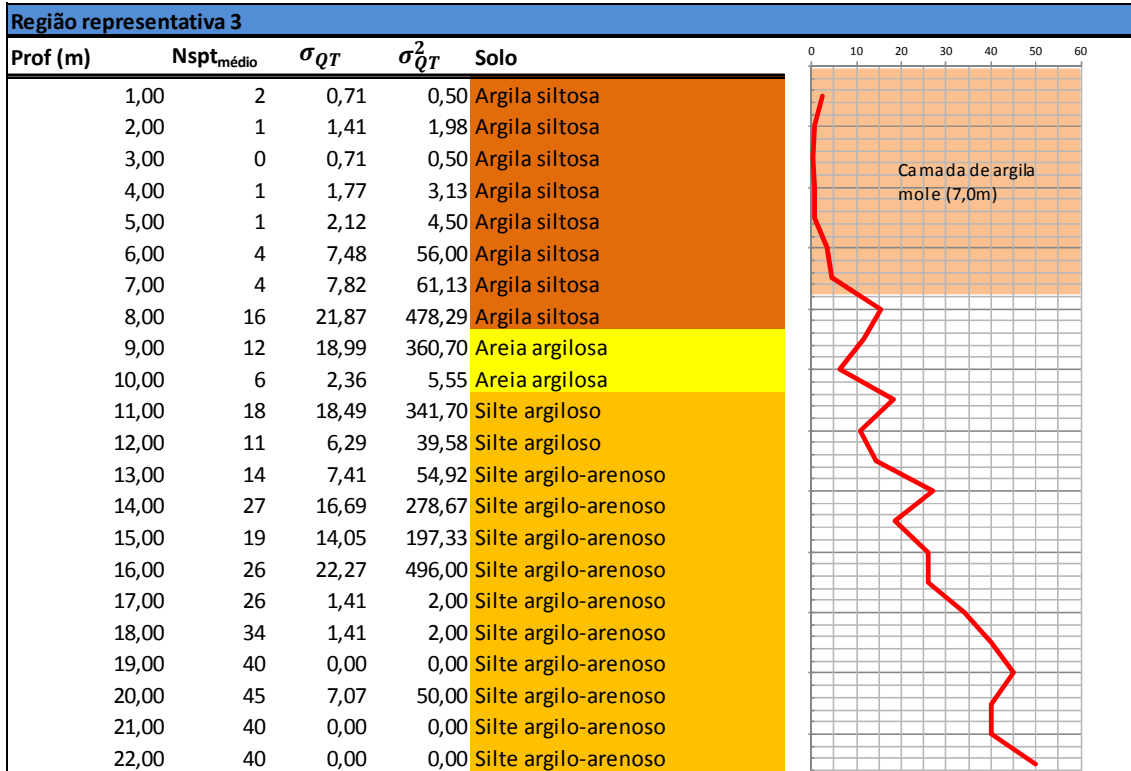 Região representativa 3
Prof (m) Nspt médio σQT σ²QT Solo
0 10 20 30 40 50 60
1,00 2 0,71 0,50 Argila siltosa
2,00 1 1,41 1,98 Argila siltosa
3,00 0 0,71 0,50 Argila siltosa
4,00 1 1,77 3,13 Argila siltosa
5,00 1 2,12 4,50 Argila siltosa
6,00 4 7,48 56,00 Argila siltosa
7,00 4 7,82 61,13 Argila siltosa
8,00 16 21,87 478,29 Argila siltosa
9,00 12 18,99 360,70 Areia argilosa
10,00 6 2,36 5,55 Areia argilosa
11,00 18 18,49 341,70 Silte argiloso
12,00 11 6,29 39,58 Silte argiloso
13,00 14 7,41 54,92 Silte argilo-arenoso
14,00 27 16,69 278,67 Silte argilo-arenoso
15,00 19 14,05 197,33 Silte argilo-arenoso
16,00 26 22,27 496,00 Silte argilo-arenoso
17,00 26 1,41 2,00 Silte argilo-arenoso
18,00 34 1,41 2,00 Silte argilo-arenoso
19,00 40 0,00 0,00 Silte argilo-arenoso
20,00 45 7,07 50,00 Silte argilo-arenoso
21,00 40 0,00 0,00 Silte argilo-arenoso
22,00 40 0,00 0,00 Silte argilo-arenoso
Camada de argila
mole (7,0m)